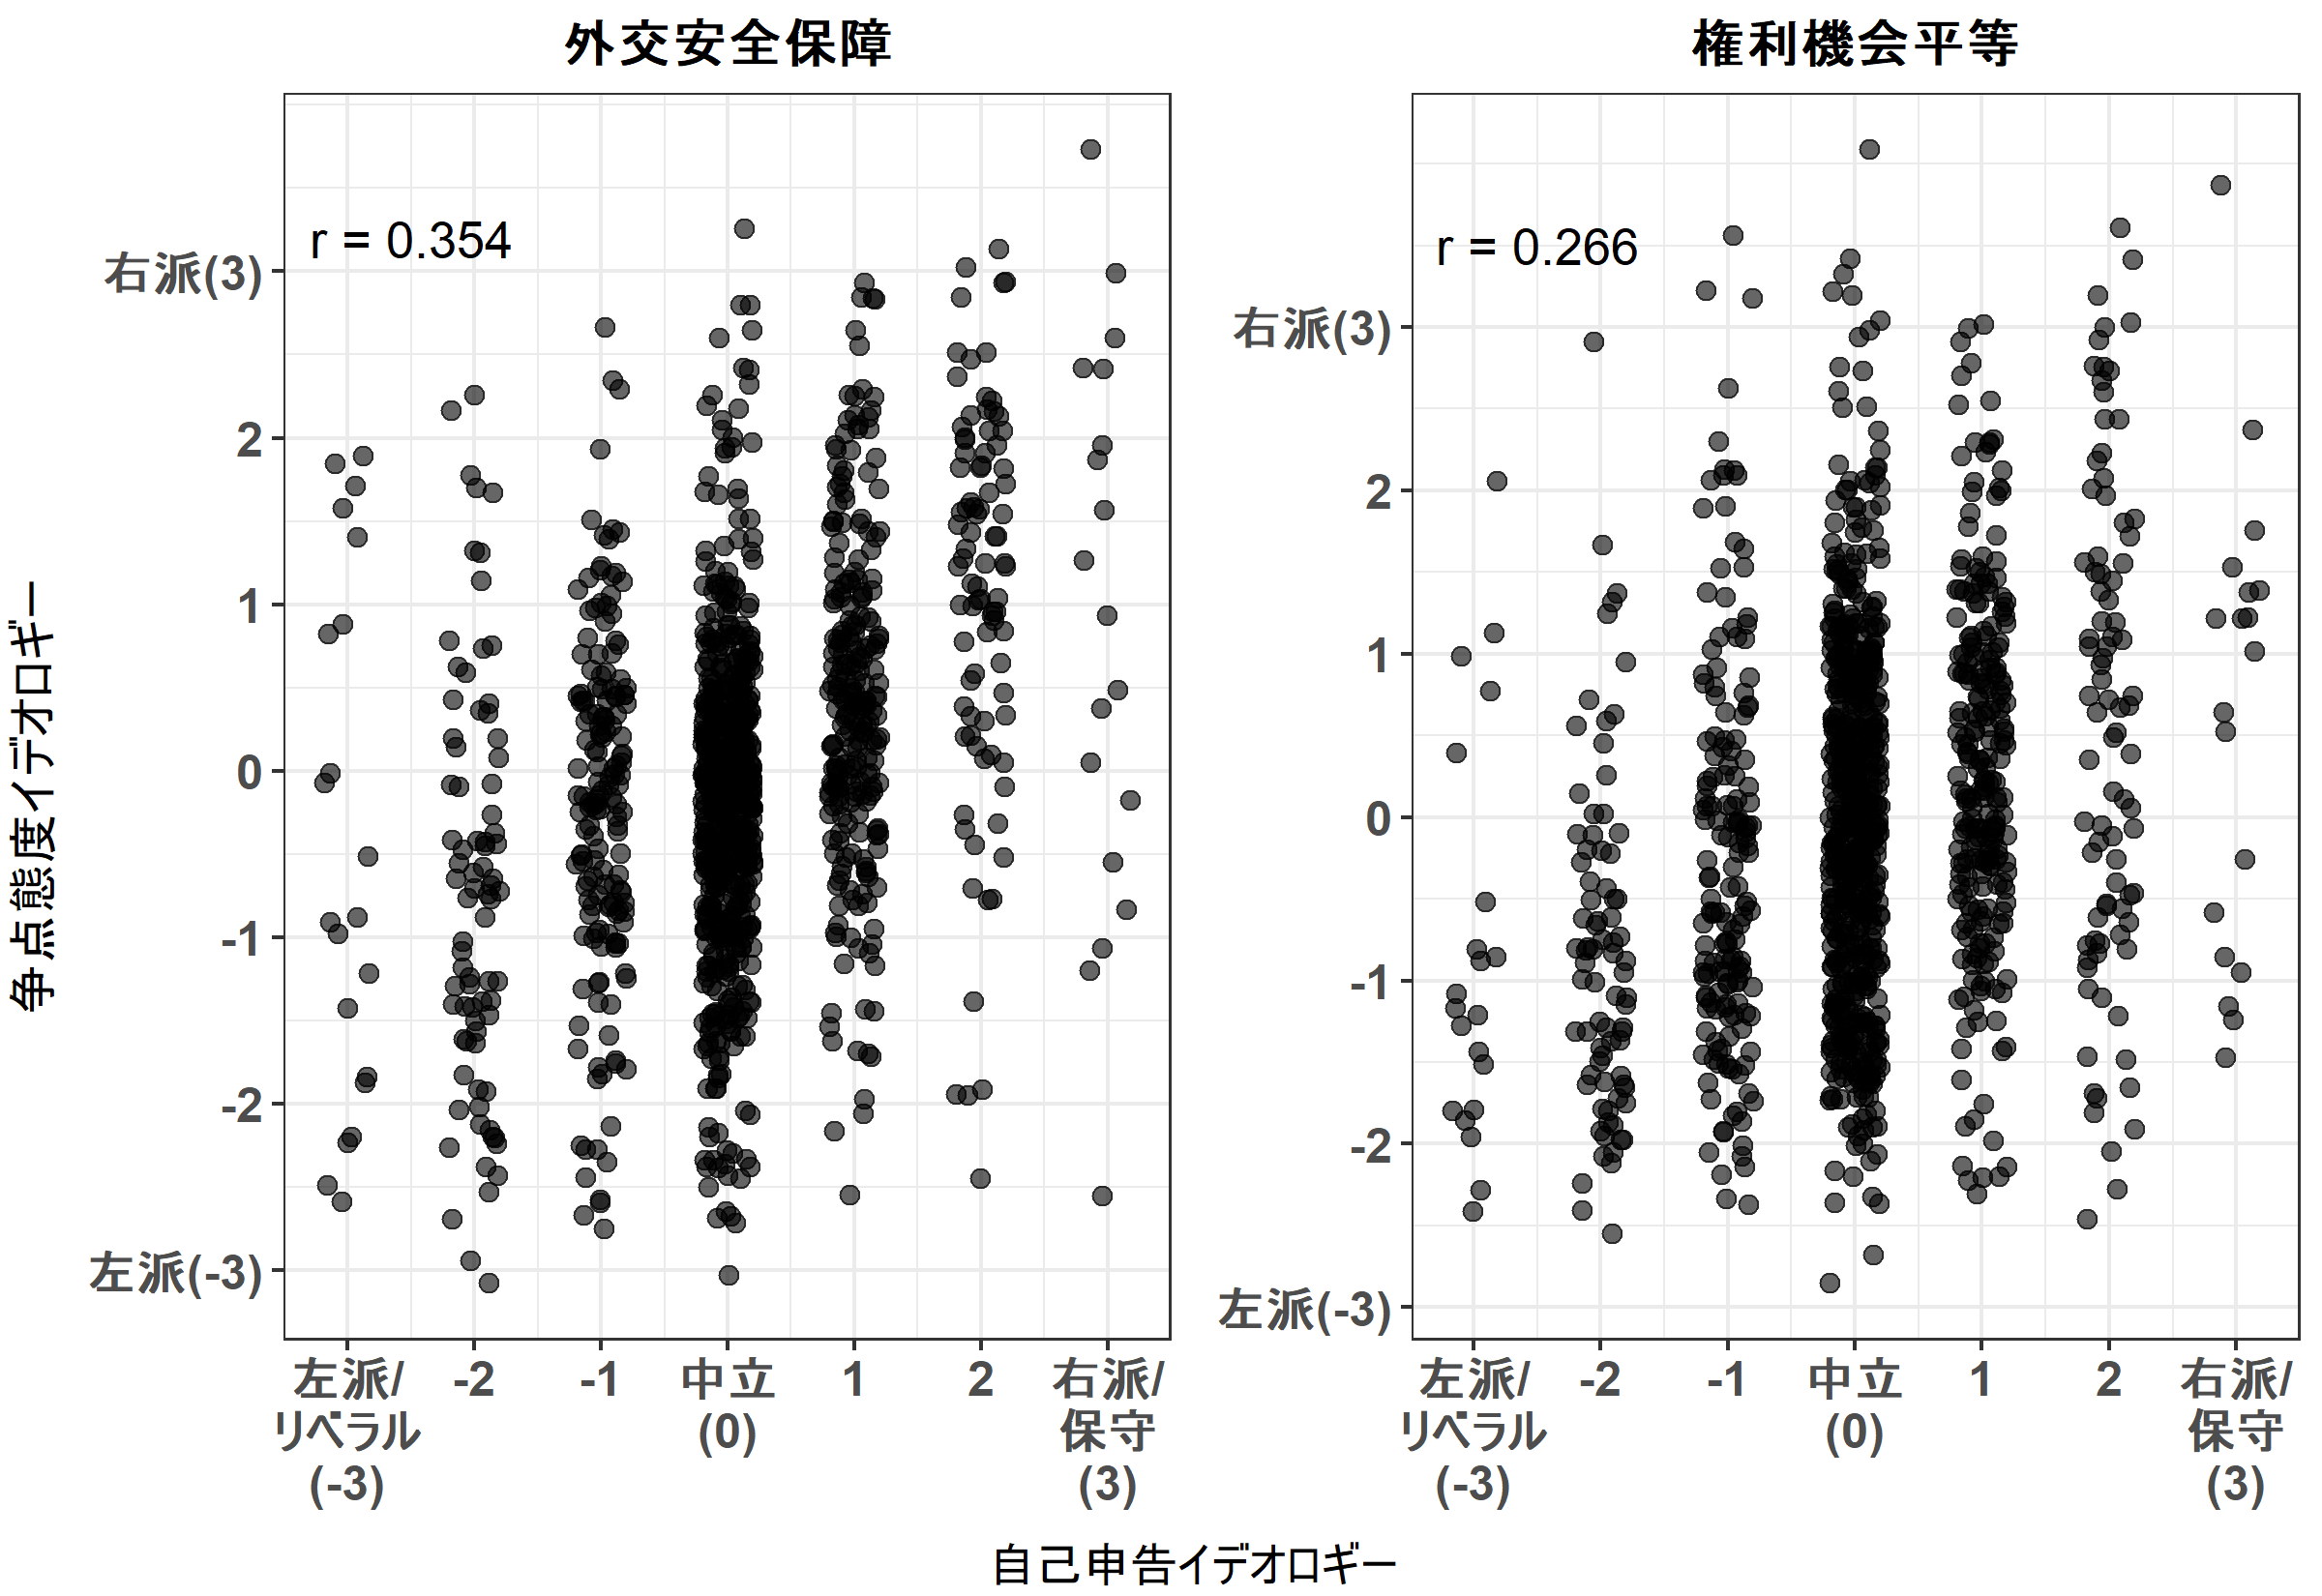 外交安全保障
権利機会平等
争点態度イデオロギー
r = 0.354
右派(3)
2
1
0
-1
-2
左派(-3)
左派/
リベラル
(-3)
-2
-1
中立
(0)
1
2
右派/
保守
(3)
r = 0.266
右派(3)
2
1
0
-1
-2
左派(-3)
左派/
リベラル
(-3)
-2
-1
中立
(0)
1
2
右派/
保守
(3)
自己申告イデオロギー